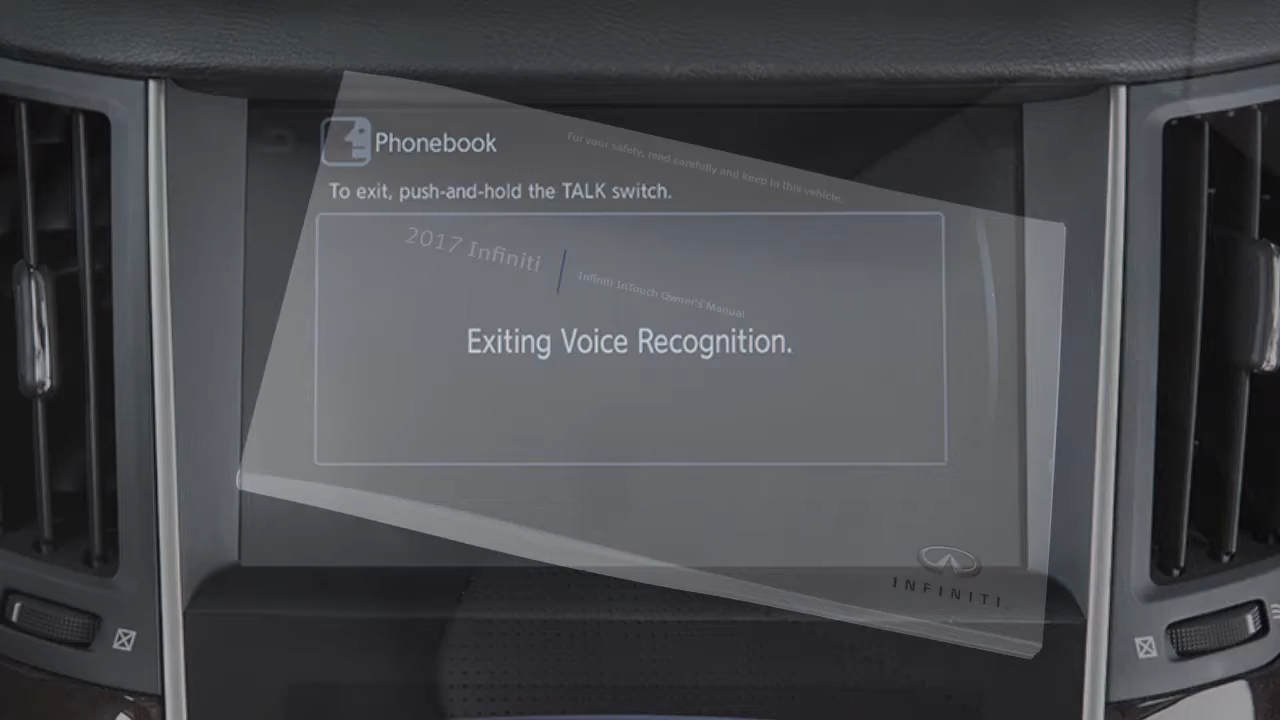 Phonebook
For your safety, read carefully and keep in this vehicle.
To exit, push-and-hold the TALK switch.
2017 Infiniti
Infiniti InTouch Owner's Manual
Exiting Voice Recognition.
INFINITI